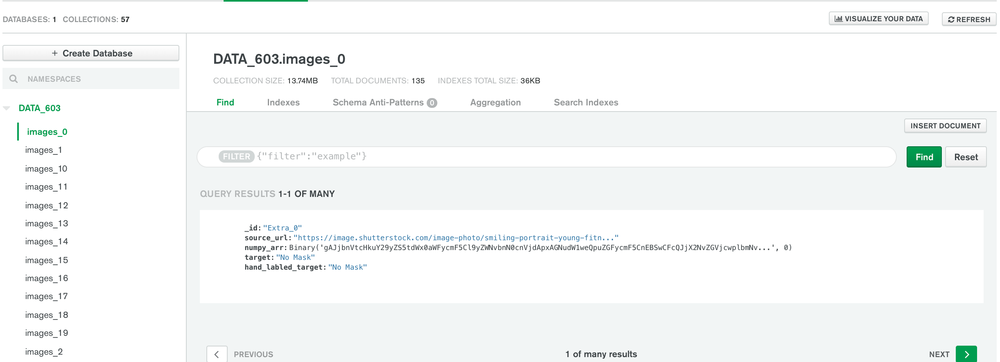 DATABASES: 1 COLLECTIONS: 57
VISUALIZE YOUR DATA
REFRESH
+ Create Database
NAMESPACES
DATA_603
images_0
images_1
images_10
images_11
images_12
images_13
images_14
images_15
images_16
images_17
images_18
images_19
images_2
DATA_603.images_0
COLLECTION SIZE: 13.74MB TOTAL DOCUMENTS: 135 INDEXES TOTAL SIZE: 36KB
Find Indexes Schema Anti-Patterns 0 Aggregation Search Indexes
INSERT DOCUMENT
FILTER {"filter":"example"}
Find Reset
QUERY RESULTS 1-1 OF MANY
_id: "Extra_0"
source_url: "https://image.shutterstock.com/image-photo/smiling-portrait-young-fitn..."
numpy_arr: Binary('gAJjbnVtcHkuY29yZS5tdWx0aWFycmF5Cl9yZWNvbnN0cnVjdApxAGNudW1weQpuZGFycmF5CnEBSwCFcQJjX2NvZGVjcwplbmNv...', 0)
target: "No Mask"
hand_labled_target: "No Mask"
PREVIOUS 1 of many results NEXT